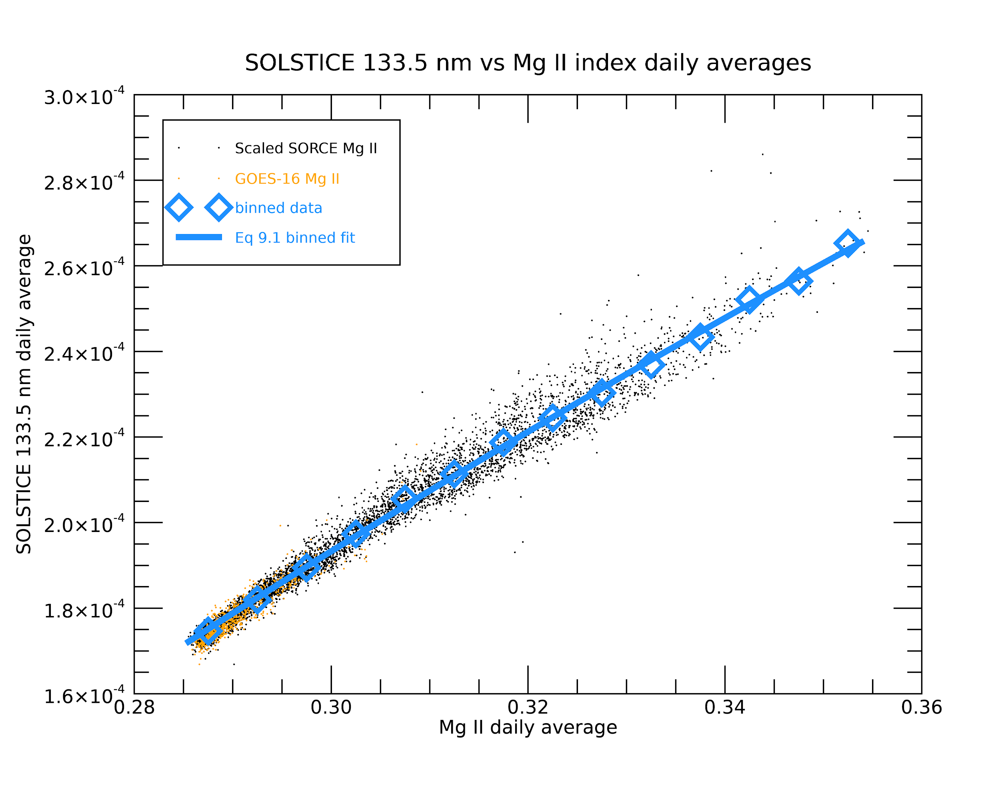 SOLSTICE 133.5 nm vs Mg II index daily averages
3.0×10-4
2.8×10-4
2.6×10-4
2.4×10-4
2.2×10-4
2.0×10-4
1.8×10-4
1.6×10-4
SOLSTICE 133.5 nm daily average
Scaled SORCE Mg II
GOES-16 Mg II
binned data
Eq 9.1 binned fit
0.28 0.30 0.32 0.34 0.36
Mg II daily average